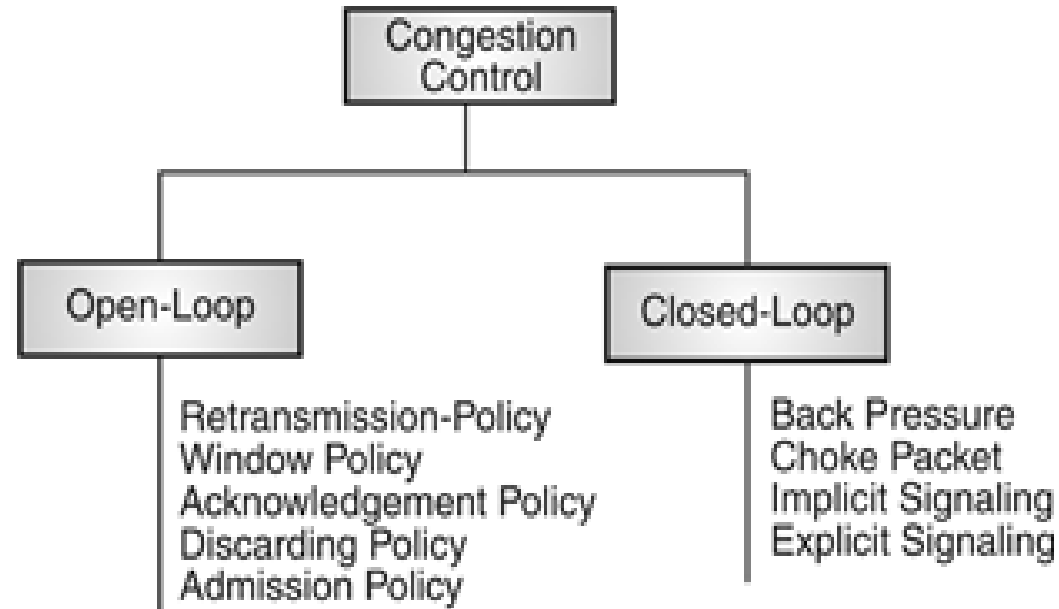 Congestion
Control
Open-Loop
Closed-Loop
Retransmission-Policy
Window Policy
Acknowledgement Policy
Discarding Policy
Admission Policy
Back Pressure
Choke Packet
Implicit Signaling
Explicit Signaling